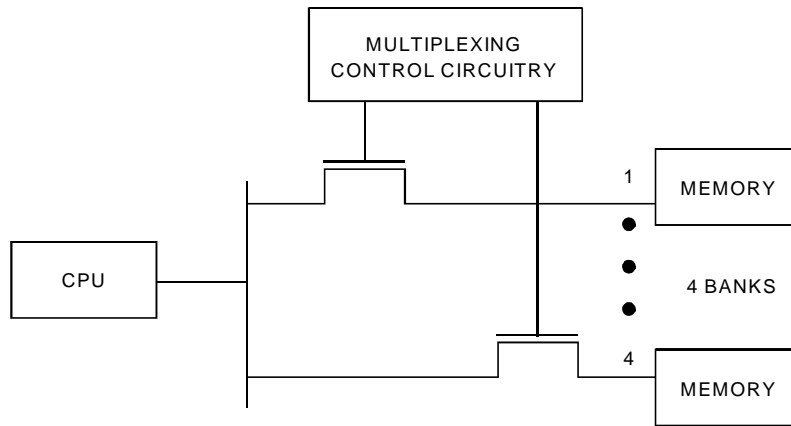 MULTIPLEXING
CONTROL CIRCUITRY
1
MEMORY
CPU
4 BANKS
4
MEMORY